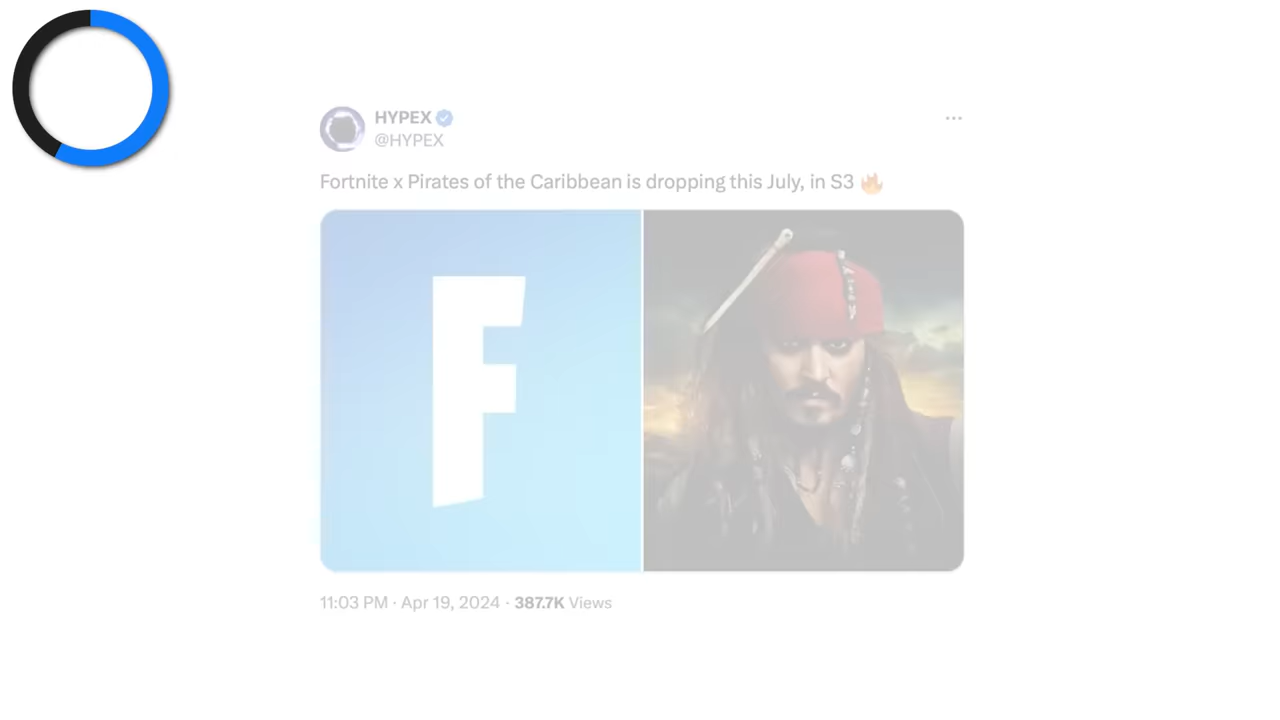 HYPEX
@HYPEX
Fortnite x Pirates of the Caribbean is dropping this July, in S3 🔥
F
11:03 PM · Apr 19, 2024 · 387.7K Views